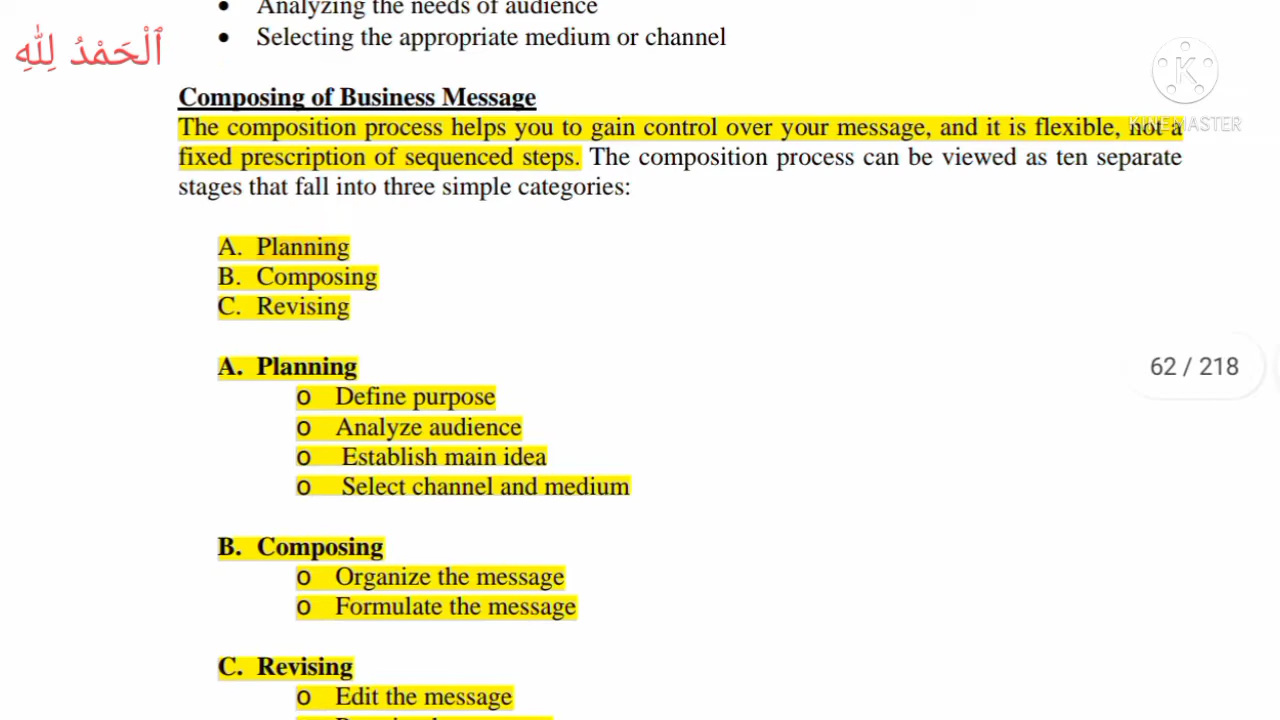 • Analyzing the needs of audience
• Selecting the appropriate medium or channel
ٱلْحَمْدُ لِلّٰهِ
K
KINEMASTER
Composing of Business Message
The composition process helps you to gain control over your message, and it is flexible, not a
fixed prescription of sequenced steps. The composition process can be viewed as ten separate
stages that fall into three simple categories:
A. Planning
B. Composing
C. Revising
62 / 218
A. Planning
o Define purpose
o Analyze audience
o Establish main idea
o Select channel and medium
B. Composing
o Organize the message
o Formulate the message
C. Revising
o Edit the message